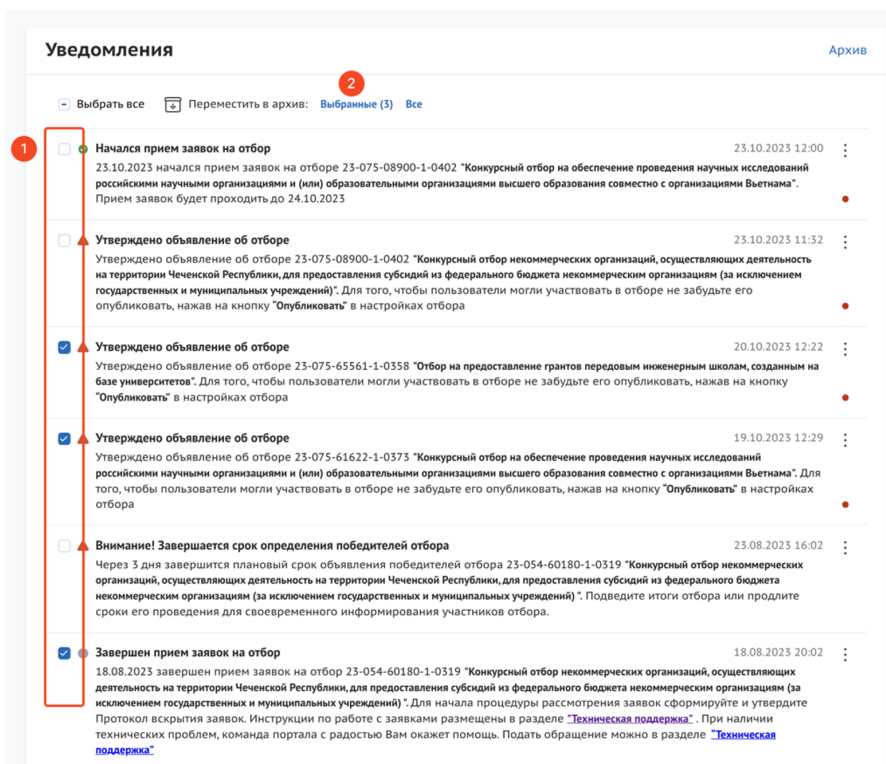 Уведомления
Архив
2
Выбрать все Переместить в архив: Выбранные (3) Все
1
Начался прием заявок на отбор 23.10.2023 12:00
23.10.2023 начался прием заявок на отборе 23-075-08900-1-0402 "Конкурсный отбор на обеспечение проведения научных исследований
российскими научными организациями и (или) образовательными организациями высшего образования совместно с организациями Вьетнама".
Прием заявок будет проходить до 24.10.2023
Утверждено объявление об отборе 23.10.2023 11:32
Утверждено объявление об отборе 23-075-08900-1-0402 "Конкурсный отбор некоммерческих организаций, осуществляющих деятельность
на территории Чеченской Республики, для предоставления субсидий из федерального бюджета некоммерческим организациям (за исключением
государственных и муниципальных учреждений)". Для того, чтобы пользователи могли участвовать в отборе не забудьте его
опубликовать, нажав на кнопку "Опубликовать" в настройках отбора
Утверждено объявление об отборе 20.10.2023 12:22
Утверждено объявление об отборе 23-075-65561-1-0358 "Отбор на предоставление грантов передовым инженерным школам, созданным на
базе университетов". Для того, чтобы пользователи могли участвовать в отборе не забудьте его опубликовать, нажав на кнопку
"Опубликовать" в настройках отбора
Утверждено объявление об отборе 19.10.2023 12:29
Утверждено объявление об отборе 23-075-61622-1-0373 "Конкурсный отбор на обеспечение проведения научных исследований
российскими научными организациями и (или) образовательными организациями высшего образования совместно с организациями Вьетнама". Для
того, чтобы пользователи могли участвовать в отборе не забудьте его опубликовать, нажав на кнопку "Опубликовать" в настройках
отбора
Внимание! Завершается срок определения победителей отбора 23.08.2023 16:02
Через 3 дня завершится плановый срок объявления победителей отбора 23-054-60180-1-0319 "Конкурсный отбор некоммерческих
организаций, осуществляющих деятельность на территории Чеченской Республики, для предоставления субсидий из федерального бюджета
некоммерческим организациям (за исключением государственных и муниципальных учреждений) ". Подведите итоги отбора или продлите
сроки его проведения для своевременного информирования участников отбора.
Завершен прием заявок на отбор 18.08.2023 20:02
18.08.2023 завершен прием заявок на отбор 23-054-60180-1-0319 "Конкурсный отбор некоммерческих организаций, осуществляющих
деятельность на территории Чеченской Республики, для предоставления субсидий из федерального бюджета некоммерческим организациям (за
исключением государственных и муниципальных учреждений) ". Для начала процедуры рассмотрения заявок сформируйте и утвердите
Протокол вскрытия заявок. Инструкции по работе с заявками размещены в разделе "Техническая поддержка" . При наличии
технических проблем, команда портала с радостью Вам окажет помощь. Подать обращение можно в разделе "Техническая
поддержка"